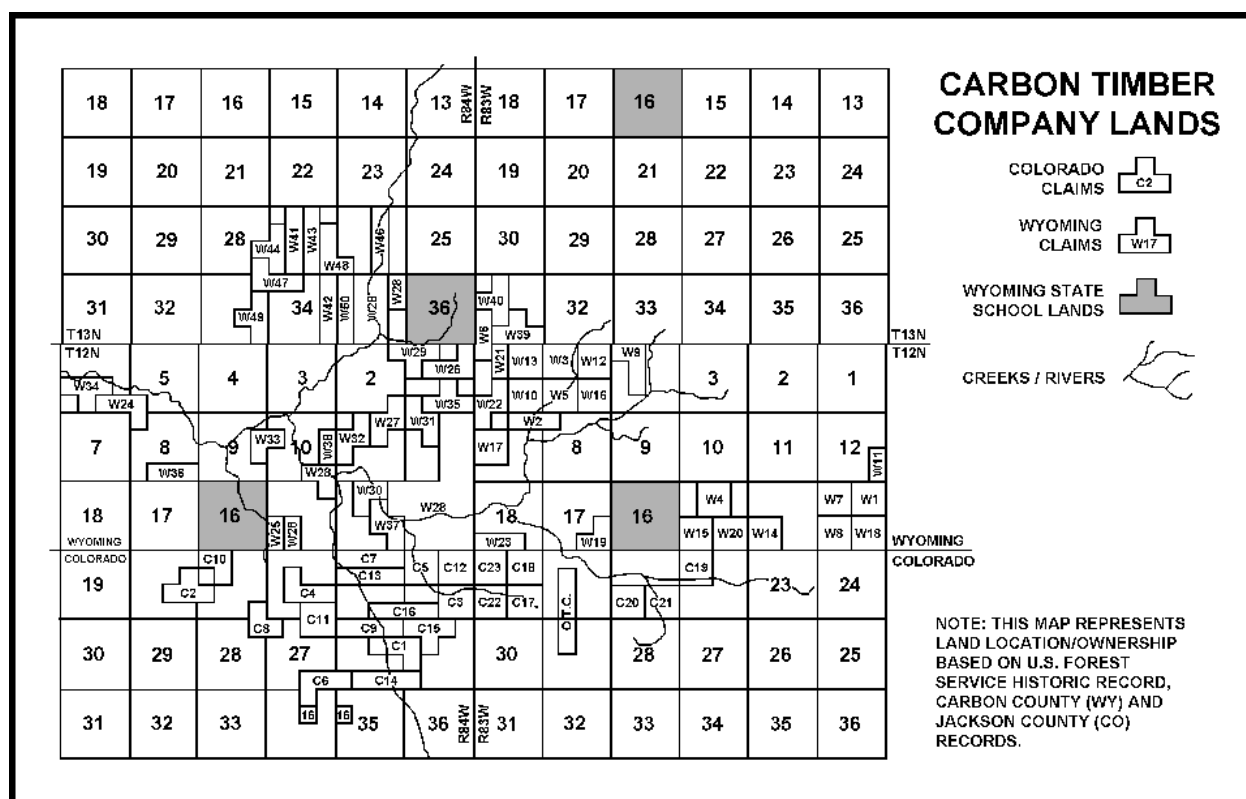 CARBON TIMBER
COMPANY LANDS
COLORADO
CLAIMS
C2
WYOMING
CLAIMS
W17
WYOMING STATE
SCHOOL LANDS
CREEKS / RIVERS
NOTE: THIS MAP REPRESENTS
LAND LOCATION/OWNERSHIP
BASED ON U.S. FOREST
SERVICE HISTORIC RECORD,
CARBON COUNTY (WY) AND
JACKSON COUNTY (CO)
RECORDS.
18 17 16 15 14 13 R84W R83W 18 17 16 15 14 13
19 20 21 22 23 24 19 20 21 22 23 24
30 29 28 W44 W41 W43 W46 25 30 29 28 27 26 25
W47 W48
31 32 W49 34 W42 W50 W28 W28 36 W40 W6 W39 32 33 34 35 36
T13N T13N
T12N T12N
W34 5 4 3 2 W29 W26 W21 W13 W3 W12 W9 3 2 1
W24 W35 W22 W10 W5 W16
7 8 9 W33 10 W38 W32 W27 W31 W17 W2 8 9 10 11 12 W11
W36 W28
18 17 16 W30 W28 18 17 16 W4 W7 W1
W25 W26 W37 W23 W19 W15 W20 W14 W8 W18
WYOMING WYOMING
COLORADO COLORADO
19 C10 C7 C5 C12 C23 C18 C19 23 24
C2 C4 C13 C3 C22 C17 O.T.C. C20 C21
C8 C11 C16
30 29 28 27 C9 C15 30 28 27 26 25
C1
C6 C14
31 32 33 16 16 35 36 R84W R83W 31 32 33 34 35 36